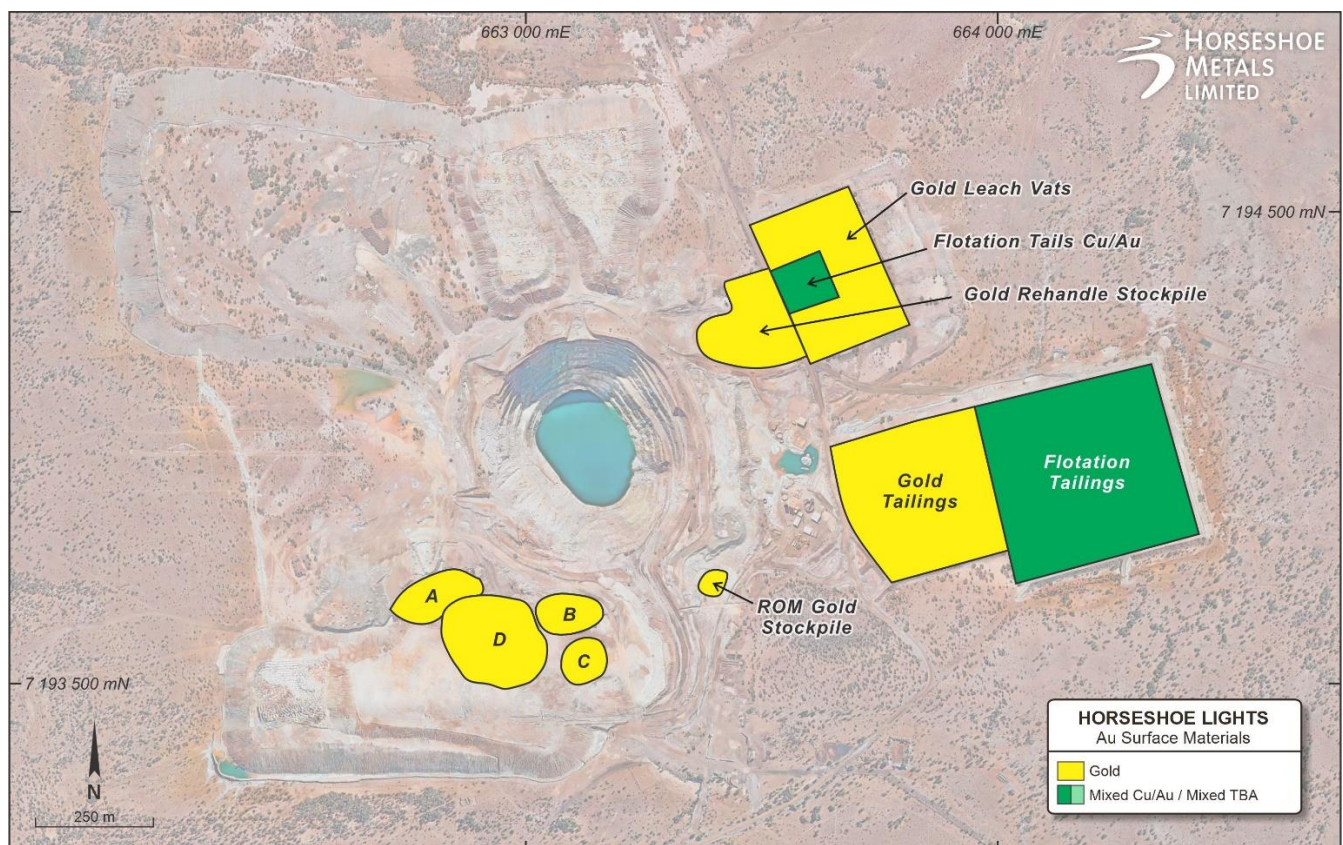 663 000 mE
664 000 mE
HORSESHOE
METALS
LIMITED
Gold Leach Vats
7 194 500 mN
Flotation Tails Cu/Au
Gold Rehandle Stockpile
Gold
Tailings
Flotation
Tailings
A
B
D
C
ROM Gold
Stockpile
7 193 500 mN
N
250 m
HORSESHOE LIGHTS
Au Surface Materials
Gold
Mixed Cu/Au / Mixed TBA